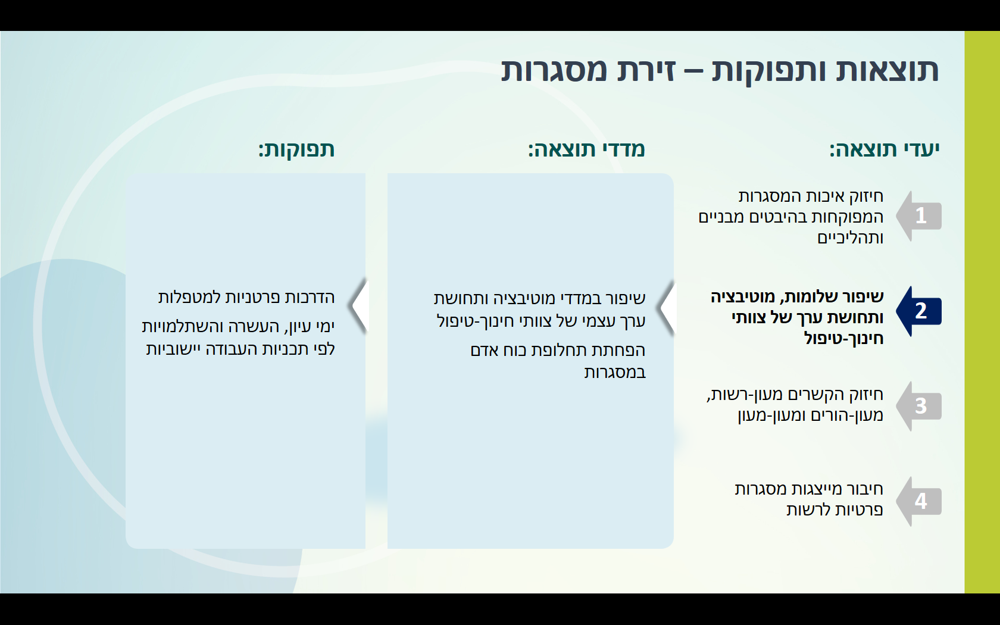 תוצאות ותפוקות – זירת מסגרות
יעדי תוצאה:
1
חיזוק איכות המסגרות
המפוקחות בהיבטים מבניים
ותהליכיים
2
שיפור שלומות, מוטיבציה
ותחושת ערך של צוותי
חינוך-טיפול
3
חיזוק הקשרים מעון-רשות,
מעון-הורים ומעון-מעון
4
חיבור מייצגות מסגרות
פרטיות לרשות
מדדי תוצאה:
שיפור במדדי מוטיבציה ותחושת
ערך עצמי של צוותי חינוך-טיפול
הפחתת תחלופת כוח אדם
במסגרות
תפוקות:
הדרכות פרטניות למטפלות
ימי עיון, העשרה והשתלמויות
לפי תכניות העבודה יישוביות